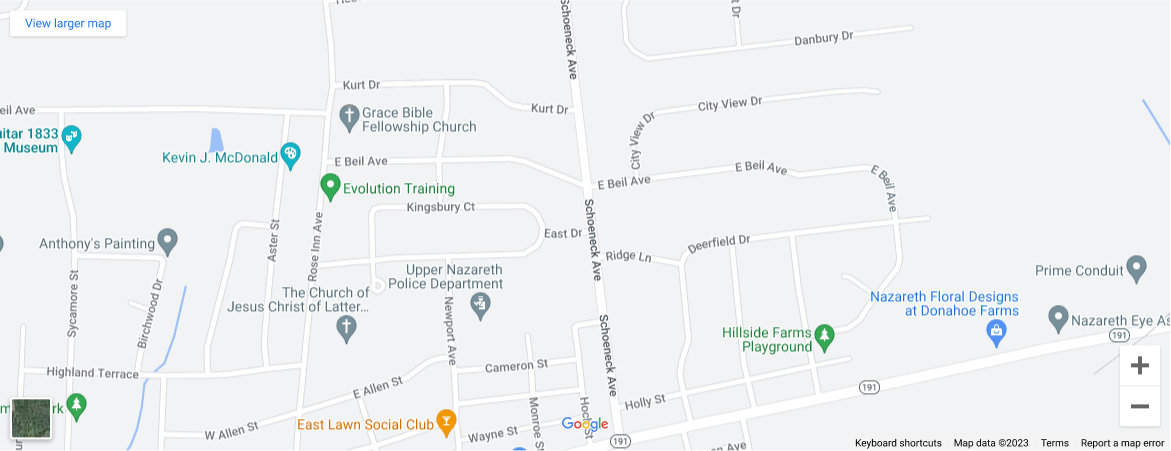 View larger map
Danbury Dr
Schoeneck Ave
Kurt Dr
City View Dr
Kurt Dr
Grace Bible
Fellowship Church
eil Ave
uitar 1833
Museum
City View Dr
Kevin J. McDonald
E Beil Ave
E Beil Ave
E Beil Ave
E Beil Ave
Evolution Training
Kingsbury Ct
Schoeneck Ave
Aster St
Rose Inn Ave
East Dr
Deerfield Dr
Anthony's Painting
Ridge Ln
Upper Nazareth
Police Department
Prime Conduit
Sycamore St
Birchwood Dr
The Church of
Jesus Christ of Latter...
Newport Ave
Nazareth Floral Designs
at Donahoe Farms
Nazareth Eye As
Schoeneck Ave
Hillside Farms
Playground
191
Highland Terrace
Cameron St
E Allen St
191
Holly St
Monroe St
East Lawn Social Club
Google
W Allen St
Wayne St
191
Keyboard shortcuts
Map data ©2023
Terms
Report a map error